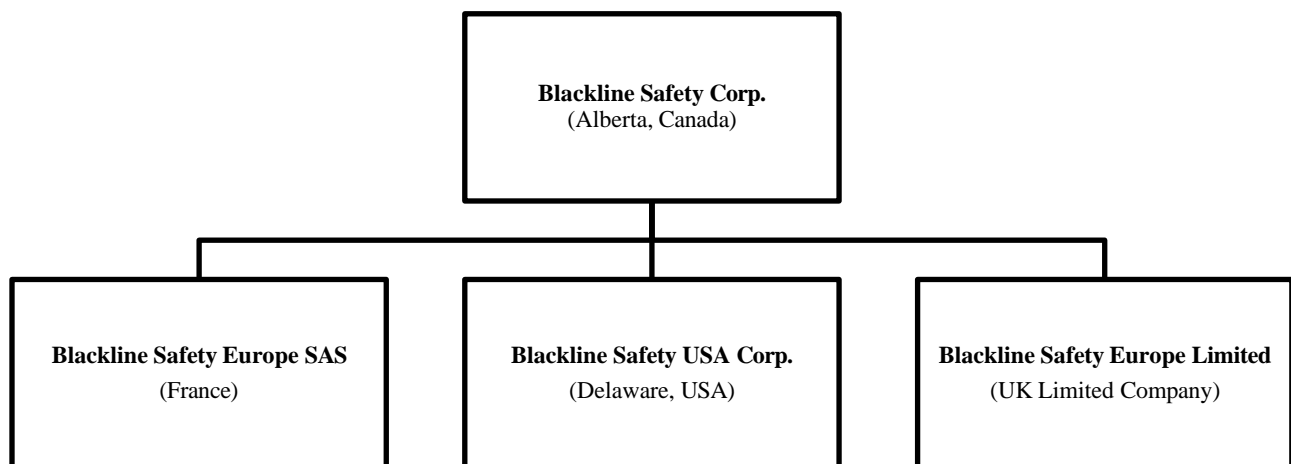 Blackline Safety Corp.
(Alberta, Canada)
Blackline Safety Europe SAS
(France)
Blackline Safety USA Corp.
(Delaware, USA)
Blackline Safety Europe Limited
(UK Limited Company)